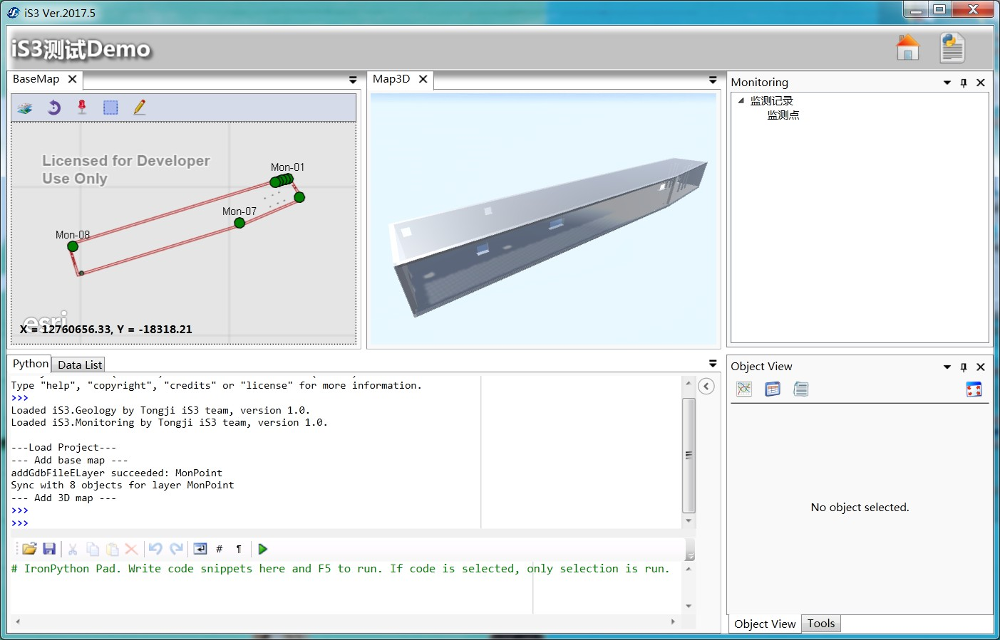 iS3 Ver.2017.5
iS3测试Demo
BaseMap
Map3D
Monitoring
监测记录
监测点
Licensed for Developer
Use Only
Mon-01
Mon-07
Mon-08
esri
X = 12760656.33, Y = -18318.21
Python
Data List
Type "help", "copyright", "credits" or "license" for more information.
>>>
Loaded iS3.Geology by Tongji iS3 team, version 1.0.
Loaded iS3.Monitoring by Tongji iS3 team, version 1.0.
---Load Project---
--- Add base map ---
addGdbFileELayer succeeded: MonPoint
Sync with 8 objects for layer MonPoint
--- Add 3D map ---
>>>
>>>
# ¶
# IronPython Pad. Write code snippets here and F5 to run. If code is selected, only selection is run.
Object View
No object selected.
Object View
Tools